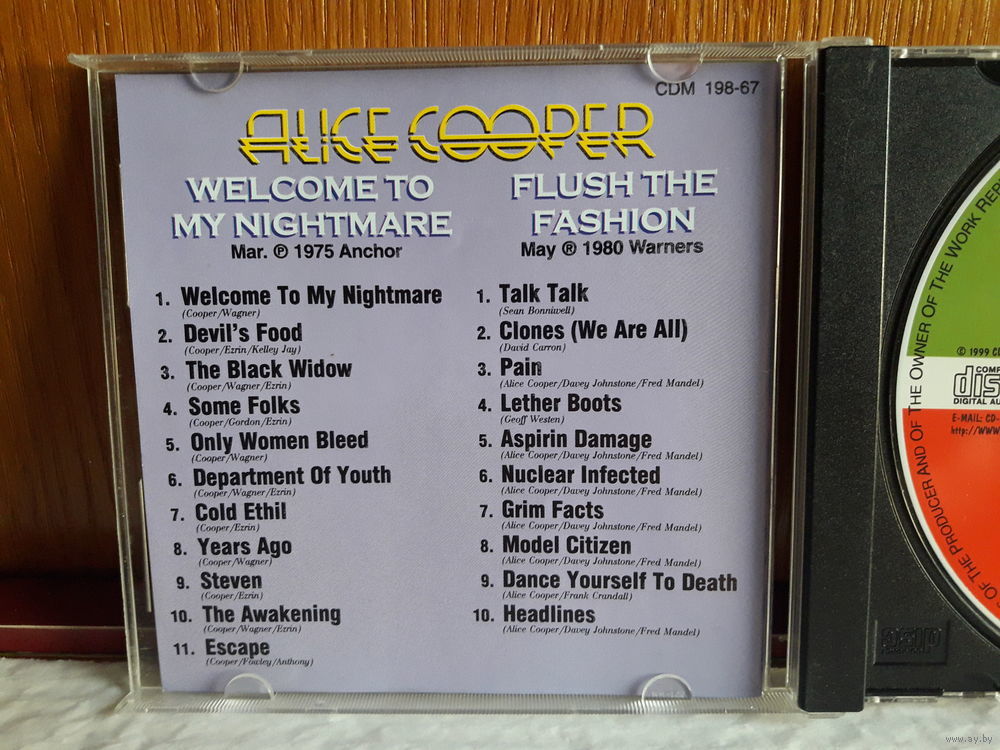 CDM 198-67
ALICE COOPER
WELCOME TO
MY NIGHTMARE
Mar. ℗ 1975 Anchor
1. Welcome To My Nightmare
(Cooper/Wagner)
2. Devil's Food
(Cooper/Ezrin/Kelley Jay)
3. The Black Widow
(Cooper/Wagner/Ezrin)
4. Some Folks
(Cooper/Gordon/Ezrin)
5. Only Women Bleed
(Cooper/Wagner)
6. Department Of Youth
(Cooper/Wagner/Ezrin)
7. Cold Ethil
(Cooper/Ezrin)
8. Years Ago
(Cooper/Wagner)
9. Steven
(Cooper/Ezrin)
10. The Awakening
(Cooper/Wagner/Ezrin)
11. Escape
(Cooper/Fowley/Anthony)
FLUSH THE
FASHION
May ® 1980 Warners
1. Talk Talk
(Sean Bonniwell)
2. Clones (We Are All)
(David Carron)
3. Pain
(Alice Cooper/Davey Johnstone/Fred Mandel)
4. Lether Boots
(Geoff Westen)
5. Aspirin Damage
(Alice Cooper/Davey Johnstone/Fred Mandel)
6. Nuclear Infected
(Alice Cooper/Davey Johnstone/Fred Mandel)
7. Grim Facts
(Alice Cooper/Davey Johnstone/Fred Mandel)
8. Model Citizen
(Alice Cooper/Davey Johnstone/Fred Mandel)
9. Dance Yourself To Death
(Alice Cooper/Frank Crandall)
10. Headlines
(Alice Cooper/Davey Johnstone/Fred Mandel)
OF THE PRODUCER AND OF THE OWNER OF THE WORK REPR
© 1999 CD
COMP
disc
DIGITAL AU
E-MAIL: CD-
http://WWW
www.ay.by